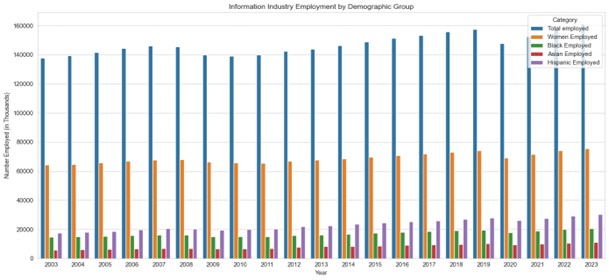 Information Industry Employment by Demographic Group
Category
Total employed
Women Employed
Black Employed
Asian Employed
Hispanic Employed
160000
140000
120000
100000
80000
60000
40000
20000
0
Number Employed (in Thousands)
2003 2004 2005 2006 2007 2008 2009 2010 2011 2012 2013 2014 2015 2016 2017 2018 2019 2020 2021 2022 2023
Year